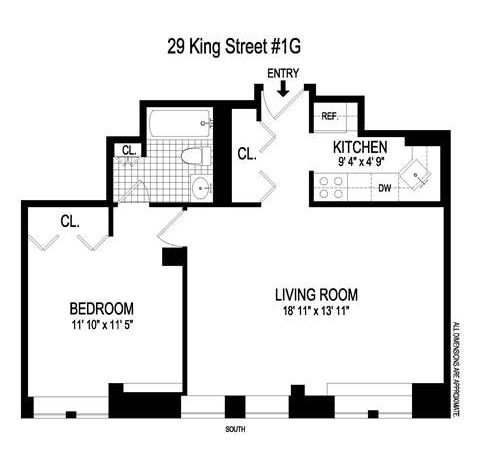 29 King Street #1G
ENTRY
REF.
CL.
CL.
KITCHEN
9' 4" x 4' 9"
DW
CL.
LIVING ROOM
18' 11" x 13' 11"
BEDROOM
11' 10" x 11' 5"
ALL DIMENSIONS ARE APPROXIMATE
SOUTH